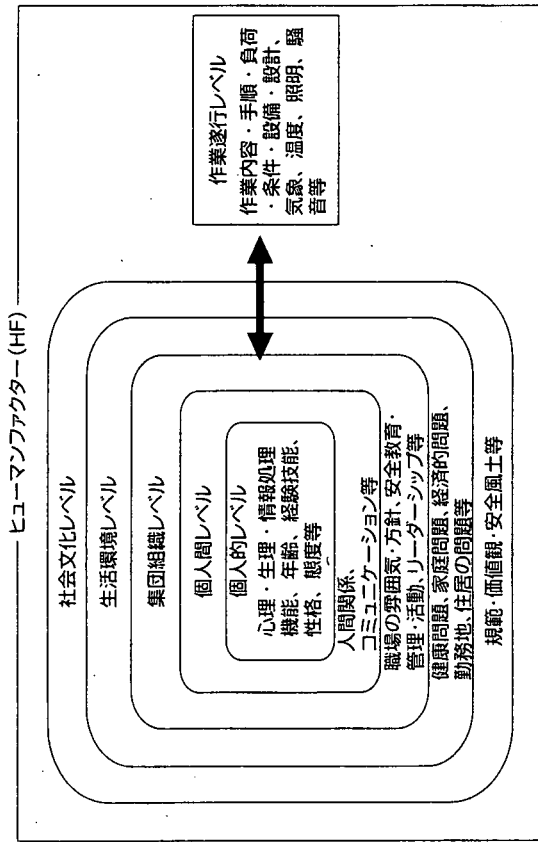 ヒューマンファクター(HF)
社会文化レベル
生活環境レベル
集団組織レベル
個人間レベル
個人的レベル
心理・生理・情報処理
機能、年齢、経験技能、
性格、態度等
人間関係、
コミュニケーション等
職場の雰囲気・方針、安全教育・
管理・活動、リーダーシップ等
健康問題、家庭問題、経済的問題、
勤務地、住居の問題等
規範・価値観・安全風土等
作業遂行レベル
作業内容・手順・負荷
・条件・設備・設計、
気象、温度、照明、騒
音等